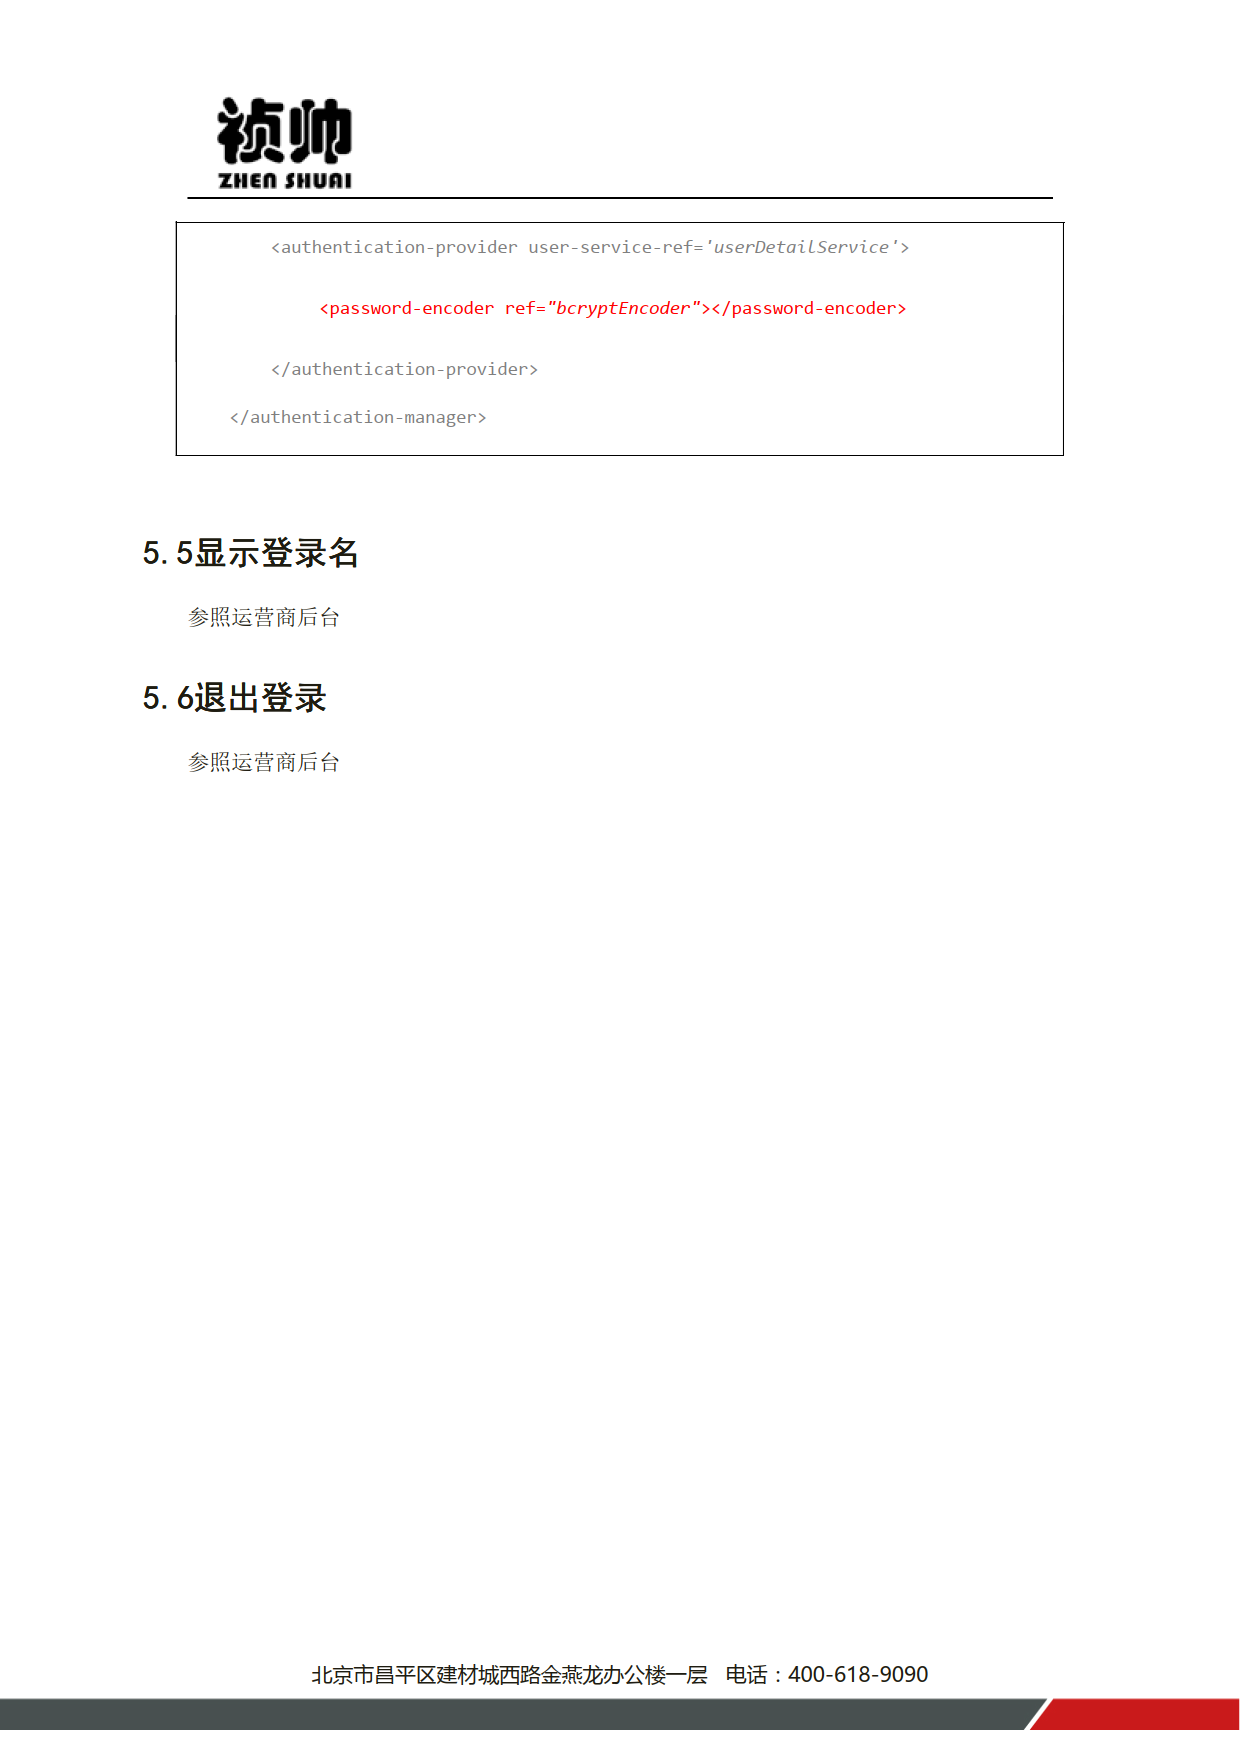 祯帅
ZHEN SHUAI
<authentication-provider user-service-ref='userDetailService'>
<password-encoder ref="bcryptEncoder"></password-encoder>
</authentication-provider>
</authentication-manager>
5.5显示登录名
参照运营商后台
5.6退出登录
参照运营商后台
北京市昌平区建材城西路金燕龙办公楼一层 电话：400-618-9090